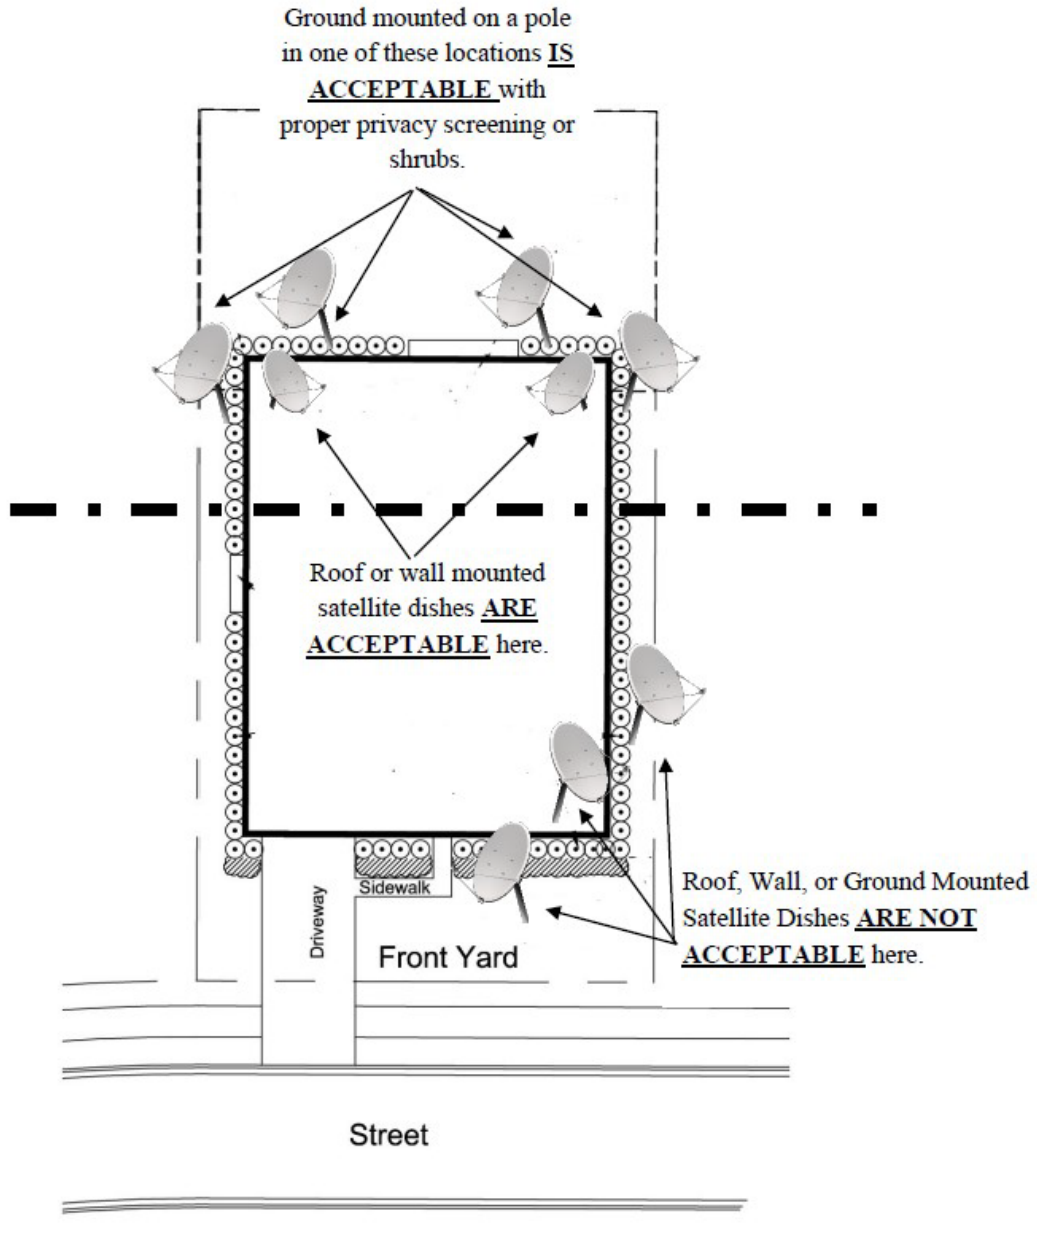 Ground mounted on a pole
in one of these locations IS
ACCEPTABLE with
proper privacy screening or
shrubs.
Roof or wall mounted
satellite dishes ARE
ACCEPTABLE here.
Roof, Wall, or Ground Mounted
Satellite Dishes ARE NOT
ACCEPTABLE here.
Sidewalk
Driveway
Front Yard
Street